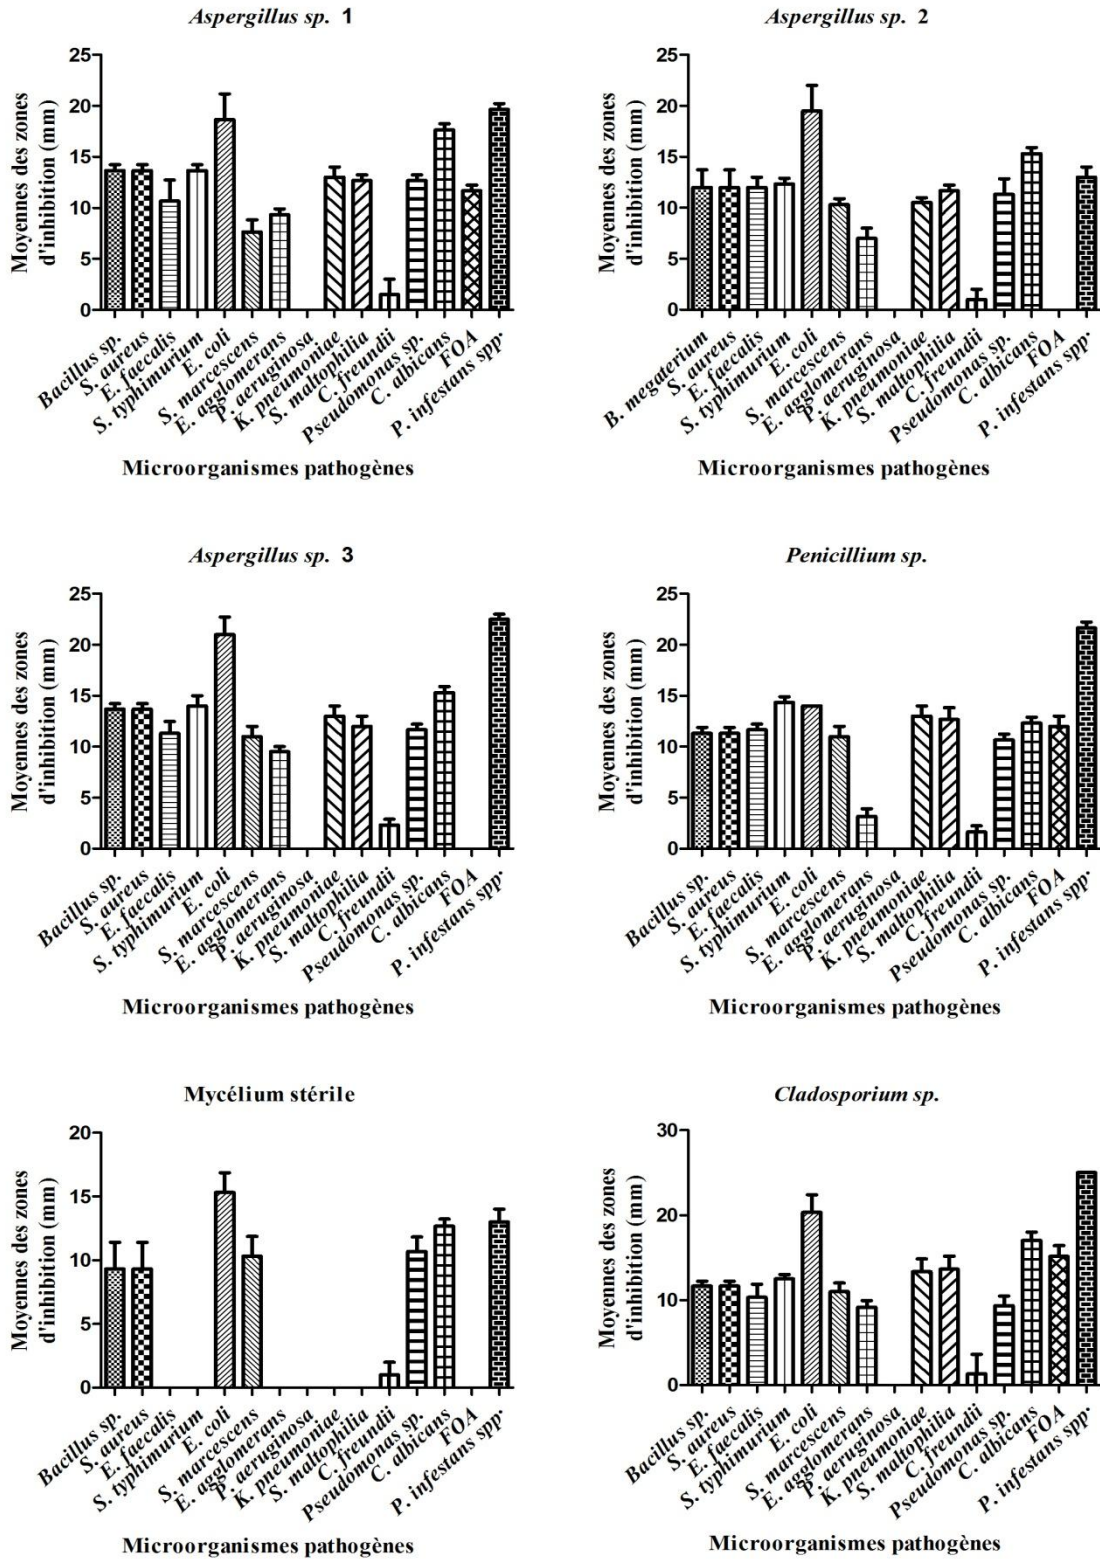 Aspergillus sp. 1
Moyennes des zones
d'inhibition (mm)
25
20
15
10
5
0
Bacillus sp.
S. aureus
E. faecalis
S. typhimurium
E. coli
S. marcescens
E. agglomerans
P. aeruginosa
K. pneumoniae
S. maltophilia
C. freundii
Pseudomonas sp.
C. albicans
FOA
P. infestans spp.
Microorganismes pathogènes
Aspergillus sp. 2
Moyennes des zones
d'inhibition (mm)
25
20
15
10
5
0
B. megaterium
S. aureus
E. faecalis
S. typhimurium
E. coli
S. marcescens
E. agglomerans
P. aeruginosa
K. pneumoniae
S. maltophilia
C. freundii
Pseudomonas sp.
C. albicans
FOA
P. infestans spp.
Microorganismes pathogènes
Aspergillus sp. 3
Moyennes des zones
d'inhibition (mm)
25
20
15
10
5
0
Bacillus sp.
S. aureus
E. faecalis
S. typhimurium
E. coli
S. marcescens
E. agglomerans
P. aeruginosa
K. pneumoniae
S. maltophilia
C. freundii
Pseudomonas sp.
C. albicans
FOA
P. infestans spp.
Microorganismes pathogènes
Penicillium sp.
Moyennes des zones
d'inhibition (mm)
25
20
15
10
5
0
Bacillus sp.
S. aureus
E. faecalis
S. typhimurium
E. coli
S. marcescens
E. agglomerans
P. aeruginosa
K. pneumoniae
S. maltophilia
C. freundii
Pseudomonas sp.
C. albicans
FOA
P. infestans spp.
Microorganismes pathogènes
Mycélium stérile
Moyennes des zones
d'inhibition (mm)
20
15
10
5
0
Bacillus sp.
S. aureus
E. faecalis
S. typhimurium
E. coli
S. marcescens
E. agglomerans
P. aeruginosa
K. pneumoniae
S. maltophilia
C. freundii
Pseudomonas sp.
C. albicans
FOA
P. infestans spp.
Microorganismes pathogènes
Cladosporium sp.
Moyennes des zones
d'inhibition (mm)
30
20
10
0
Bacillus sp.
S. aureus
E. faecalis
S. typhimurium
E. coli
S. marcescens
E. agglomerans
P. aeruginosa
K. pneumoniae
S. maltophilia
C. freundii
Pseudomonas sp.
C. albicans
FOA
P. infestans spp.
Microorganismes pathogènes